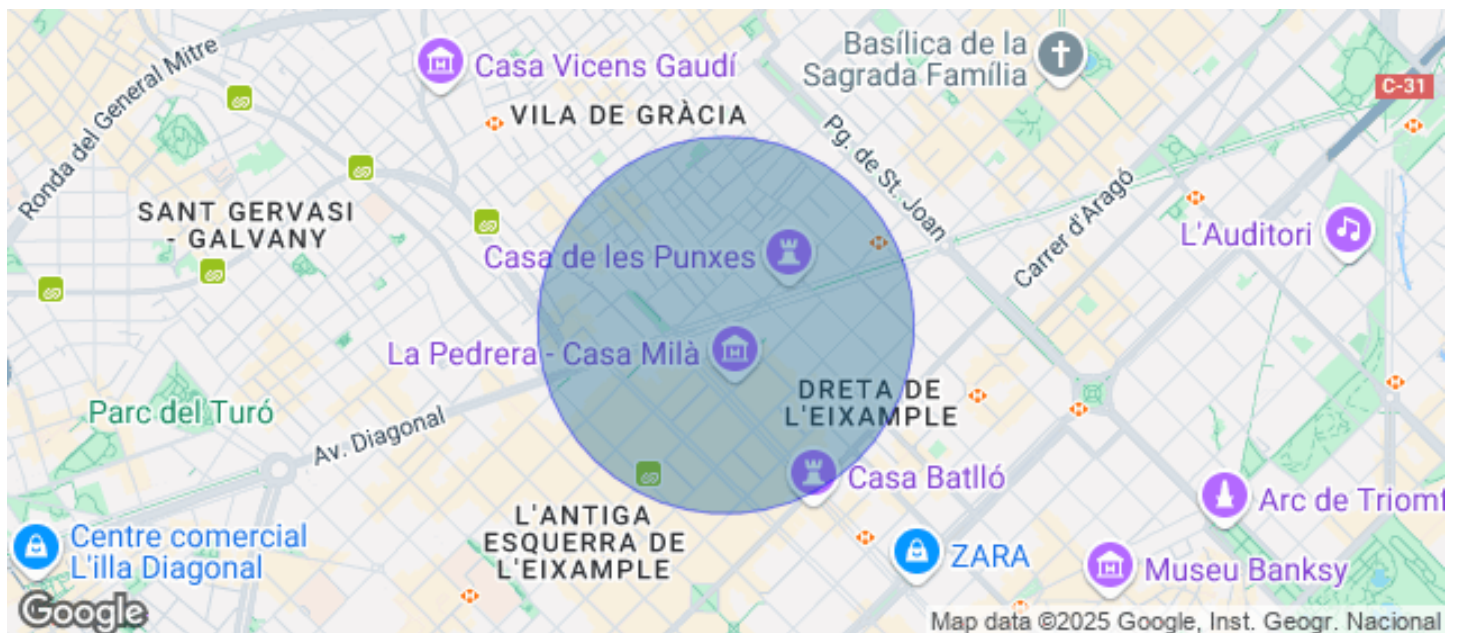 Ronda del General Mitre
Casa Vicens Gaudí
Basílica de la
Sagrada Família
C-31
VILA DE GRÀCIA
Pg. de St. Joan
SANT GERVASI
- GALVANY
Casa de les Punxes
Carrer d'Aragó
L'Auditori
La Pedrera - Casa Milà
DRETA DE
L'EIXAMPLE
Parc del Turó
Av. Diagonal
Casa Batlló
Arc de Triomf
L'ANTIGA
ESQUERRA DE
L'EIXAMPLE
Centre comercial
L'illa Diagonal
ZARA
Museu Banksy
Google
Map data ©2025 Google, Inst. Geogr. Nacional